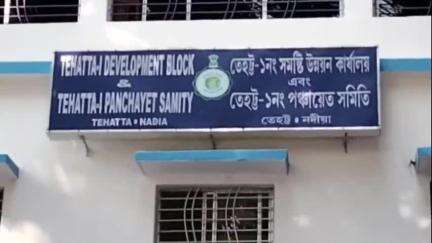 TEHATTA-I DEVELOPMENT BLOCK
&
TEHATTA-I PANCHAYET SAMITY
TEHATTA - NADIA
তেহট্ট-১নং সমষ্টি উন্নয়ন কার্যালয়
এবং
তেহট্ট-১নং পঞ্চায়েত সমিতি
তেহট্ট - নদীয়া